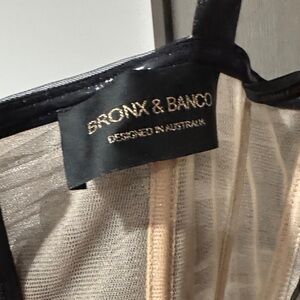 BRONX & BANCO
DESIGNED IN AUSTRALIA